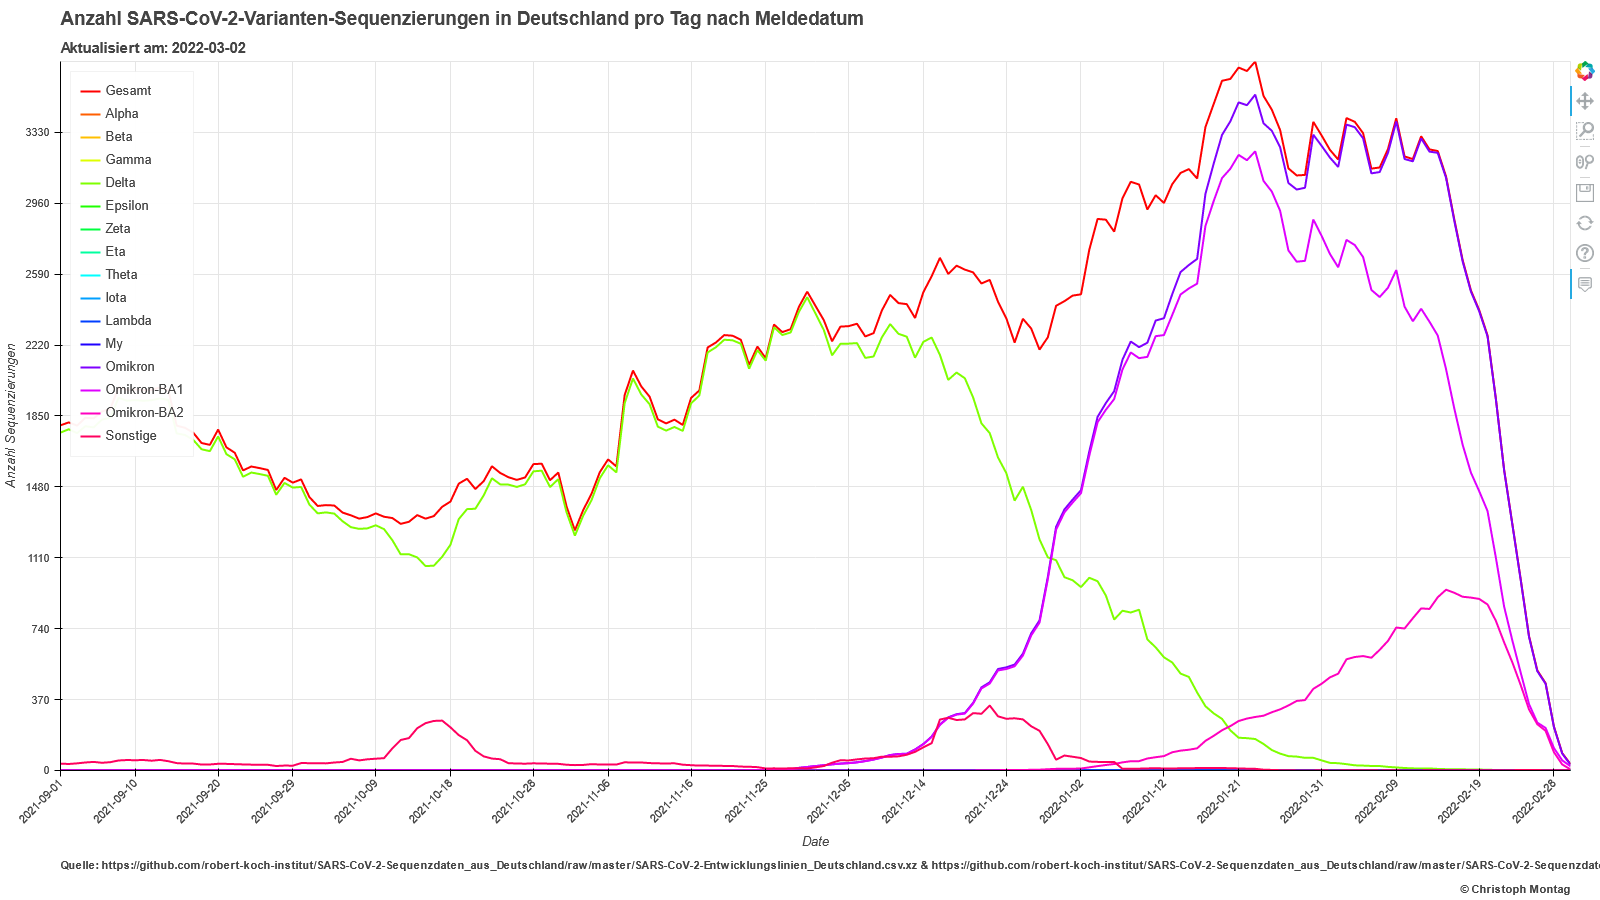 Anzahl SARS-CoV-2-Varianten-Sequenzierungen in Deutschland pro Tag nach Meldedatum
Aktualisiert am: 2022-03-02
Gesamt
Alpha
Beta
Gamma
Delta
Epsilon
Zeta
Eta
Theta
Iota
Lambda
My
Omikron
Omikron-BA1
Omikron-BA2
Sonstige
Anzahl Sequenzierungen
3330
2960
2590
2220
1850
1480
1110
740
370
0
2021-09-01
2021-09-10
2021-09-20
2021-09-29
2021-10-09
2021-10-18
2021-10-28
2021-11-06
2021-11-16
2021-11-25
2021-12-05
2021-12-14
2021-12-24
2022-01-02
2022-01-12
2022-01-21
2022-01-31
2022-02-09
2022-02-19
2022-02-28
Date
Quelle: https://github.com/robert-koch-institut/SARS-CoV-2-Sequenzdaten_aus_Deutschland/raw/master/SARS-CoV-2-Entwicklungslinien_Deutschland.csv.xz & https://github.com/robert-koch-institut/SARS-CoV-2-Sequenzdaten_aus_Deutschland/raw/master/SARS-CoV-2-Sequenzdate
© Christoph Montag